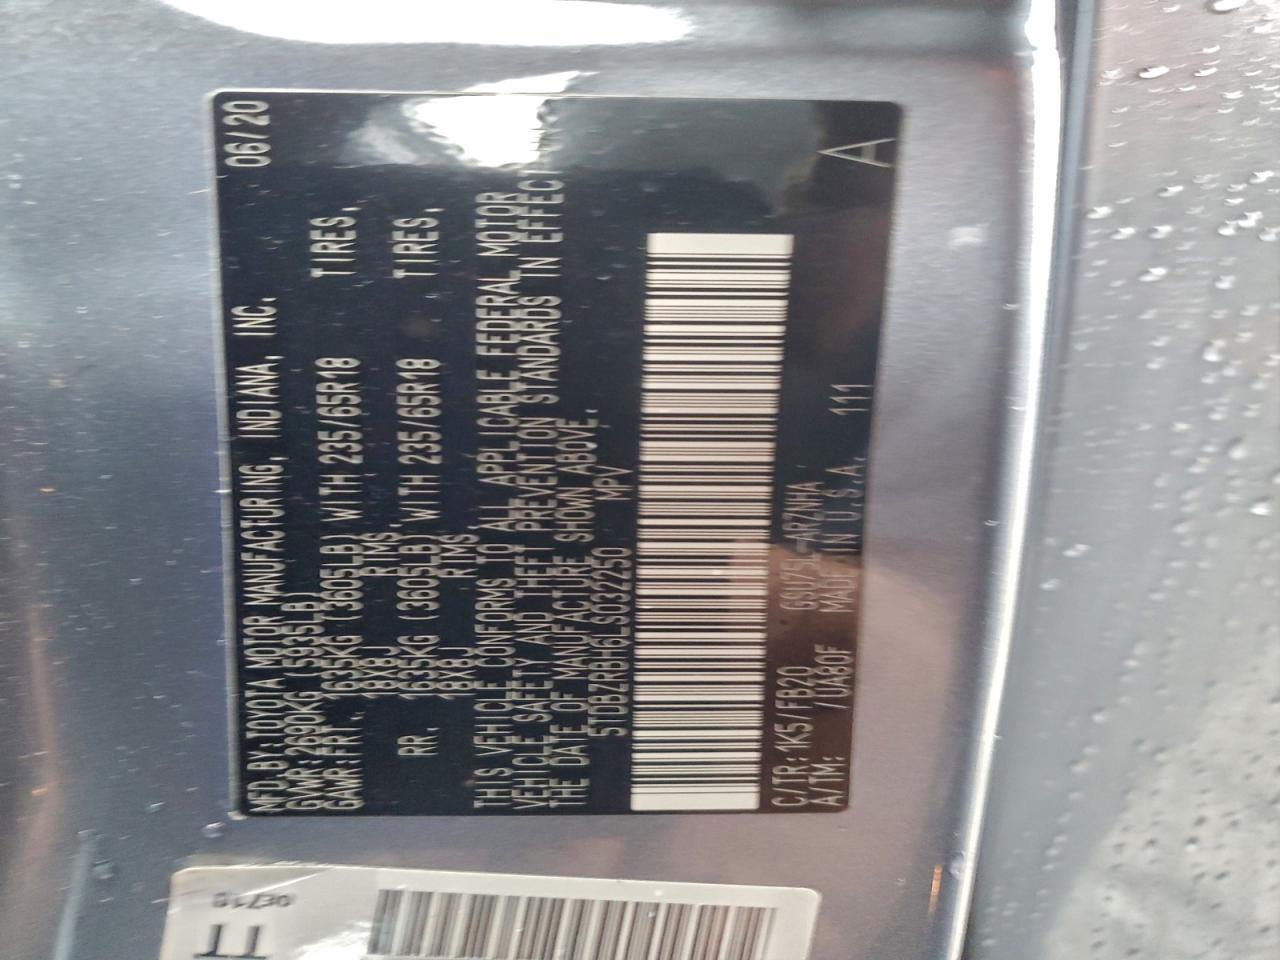 MFD.BY:TOYOTA MOTOR MANUFACTURING, INDIANA, INC. 06/20
GVWR:2690KG (5935LB)
GAWR:FRT. 1635KG (3605LB) WITH 235/65R18 TIRES,
18X8J RIMS,
RR. 1635KG (3605LB) WITH 235/65R18 TIRES,
18X8J RIMS,
THIS VEHICLE CONFORMS TO ALL APPLICABLE FEDERAL MOTOR
VEHICLE SAFETY AND THEFT PREVENTION STANDARDS IN EFFECT
THE DATE OF MANUFACTURE SHOWN ABOVE.
5TDBZRBH6LS032250 MPV
C/TR:1K5/FB20 GSU75L-ARZNHA
A/TM: /UA80F MADE IN U.S.A. 111
A